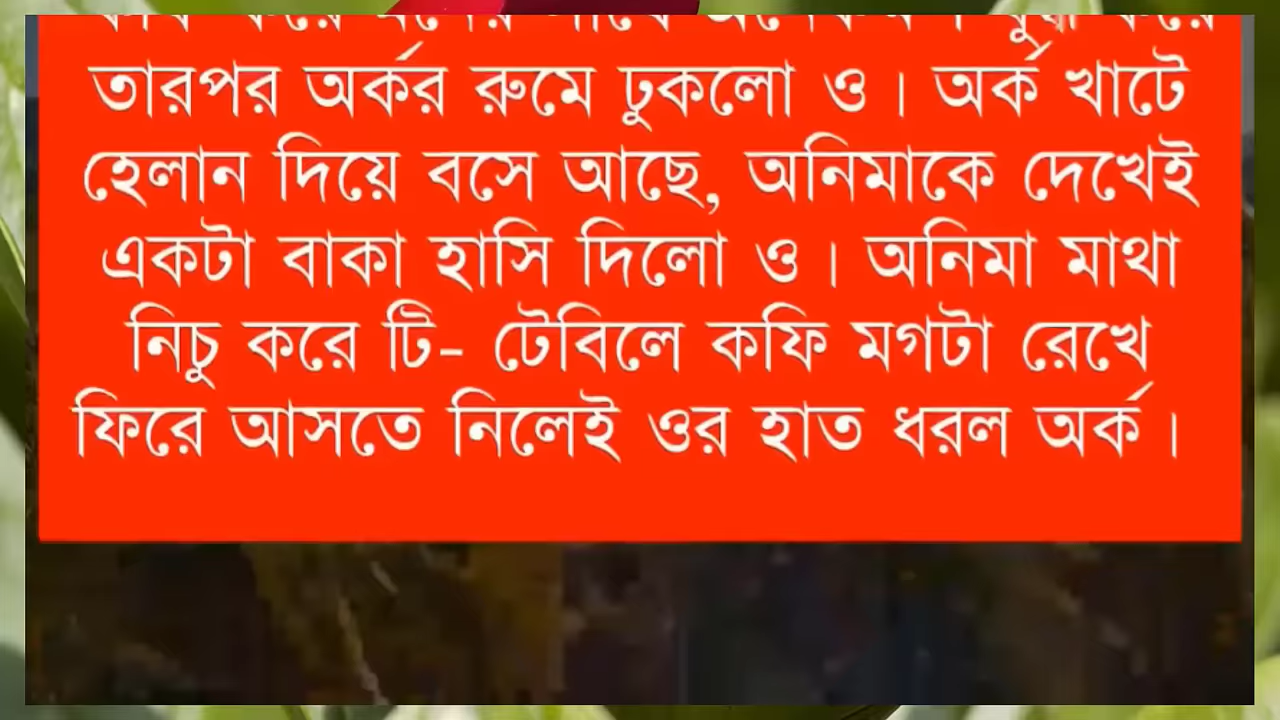 তারপর অর্কর রুমে ঢুকলো ও। অর্ক খাটে
হেলান দিয়ে বসে আছে, অনিমাকে দেখেই
একটা বাকা হাসি দিলো ও। অনিমা মাথা
নিচু করে টি- টেবিলে কফি মগটা রেখে
ফিরে আসতে নিলেই ওর হাত ধরল অর্ক।